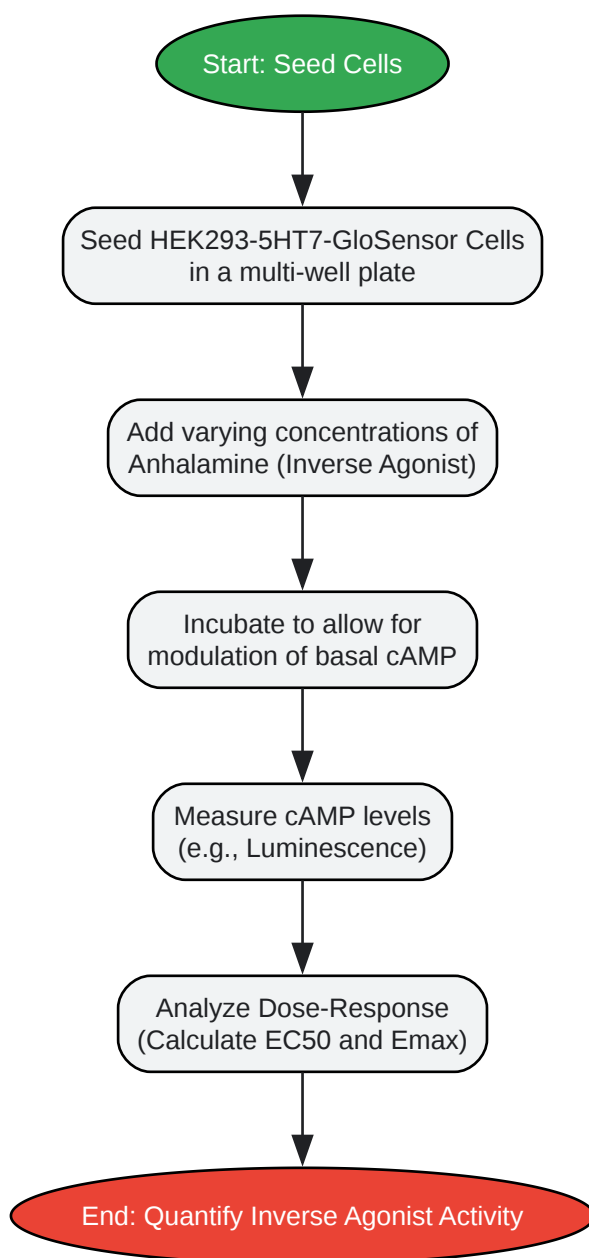 Start: Seed Cells
Seed HEK293-5HT7-GloSensor Cells
in a multi-well plate
Add varying concentrations of
Anhalamine (Inverse Agonist)
Incubate to allow for
modulation of basal cAMP
Measure cAMP levels
(e.g., Luminescence)
Analyze Dose-Response
(Calculate EC50 and Emax)
End: Quantify Inverse Agonist Activity